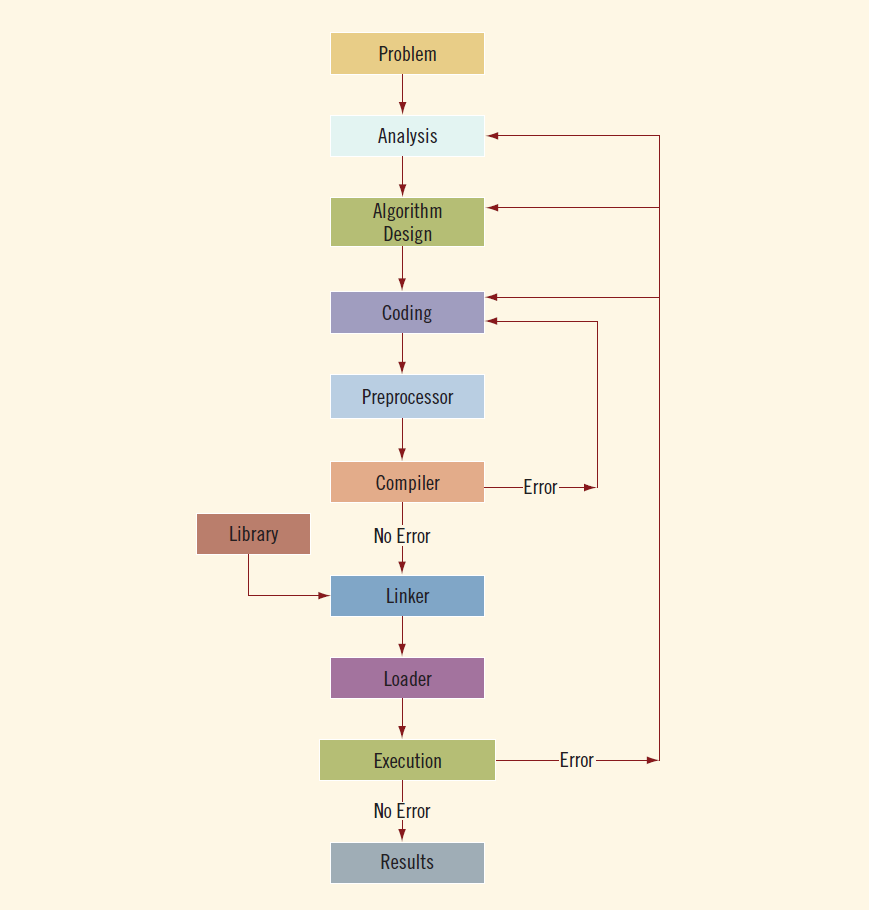 Problem
Analysis
Algorithm
Design
Coding
Preprocessor
Compiler
Error
Library
No Error
Linker
Loader
Execution
Error
No Error
Results